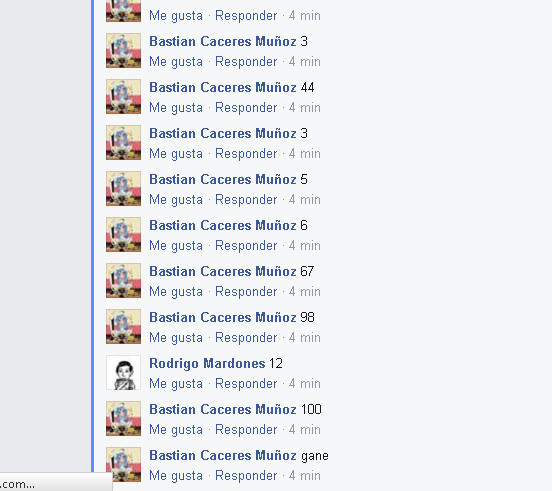 Me gusta · Responder · 4 min
Bastian Caceres Muñoz 3
Me gusta · Responder · 4 min
Bastian Caceres Muñoz 44
Me gusta · Responder · 4 min
Bastian Caceres Muñoz 3
Me gusta · Responder · 4 min
Bastian Caceres Muñoz 5
Me gusta · Responder · 4 min
Bastian Caceres Muñoz 6
Me gusta · Responder · 4 min
Bastian Caceres Muñoz 67
Me gusta · Responder · 4 min
Bastian Caceres Muñoz 98
Me gusta · Responder · 4 min
Rodrigo Mardones 12
Me gusta · Responder · 4 min
Bastian Caceres Muñoz 100
Me gusta · Responder · 4 min
Bastian Caceres Muñoz gane
Me gusta · Responder · 4 min
.com...